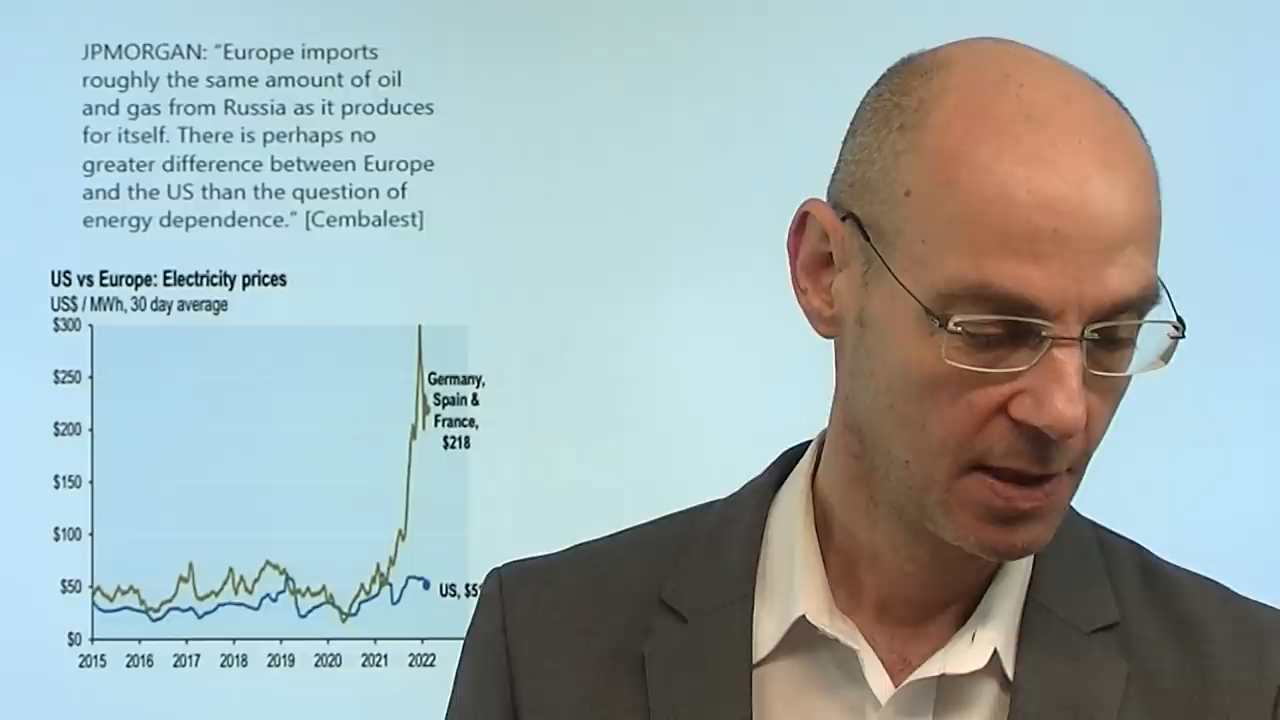 JPMORGAN: “Europe imports
roughly the same amount of oil
and gas from Russia as it produces
for itself. There is perhaps no
greater difference between Europe
and the US than the question of
energy dependence.” [Cembalest]
US vs Europe: Electricity prices
US$ / MWh, 30 day average
$300
$250
$200
$150
$100
$50
$0
Germany,
Spain &
France,
$218
US,
2015 2016 2017 2018 2019 2020 2021 2022